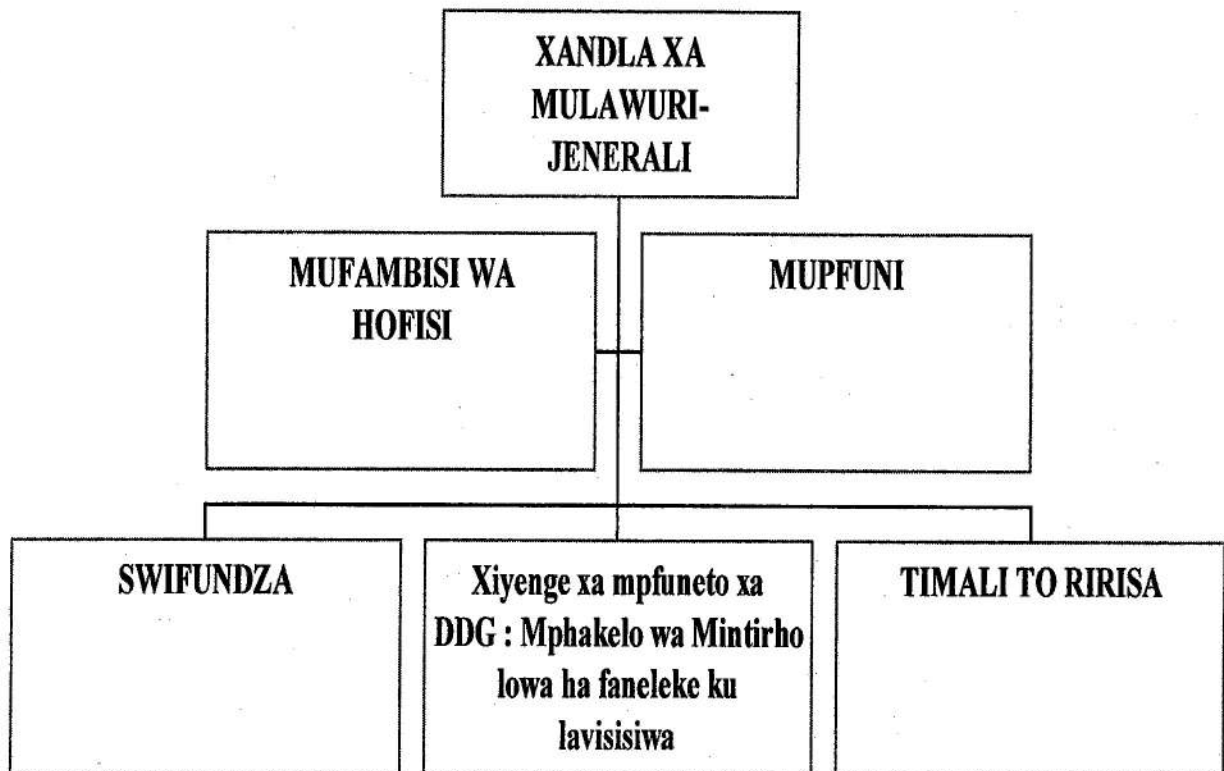 XANDLA XA
MULAWURI-
JENERALI
MUFAMBISI WA
HOFISI
MUPFUNI
SWIFUNDZA
Xiyenge xa mpfuneto xa
DDG : Mphakelo wa Mintirho
lowa ha faneleke ku
lavisisiwa
TIMALI TO RIRISA